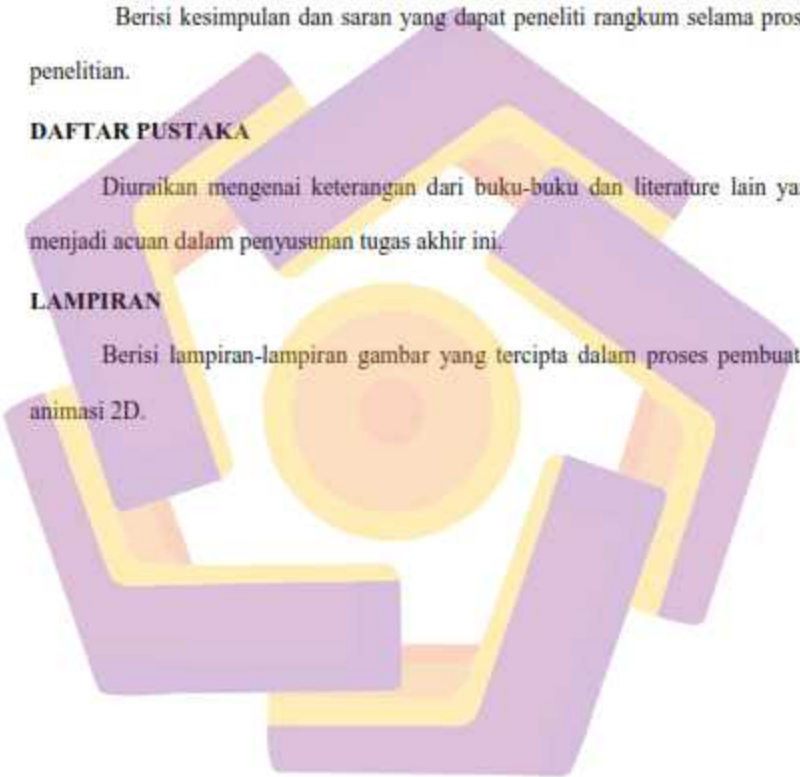 Berisi kesimpulan dan saran yang dapat peneliti rangkum selama pros
penelitian.
DAFTAR PUSTAKA
Diuraikan mengenai keterangan dari buku-buku dan literature lain ya
menjadi acuan dalam penyusunan tugas akhir ini.
LAMPIRAN
Berisi lampiran-lampiran gambar yang tercipta dalam proses pembuat
animasi 2D.